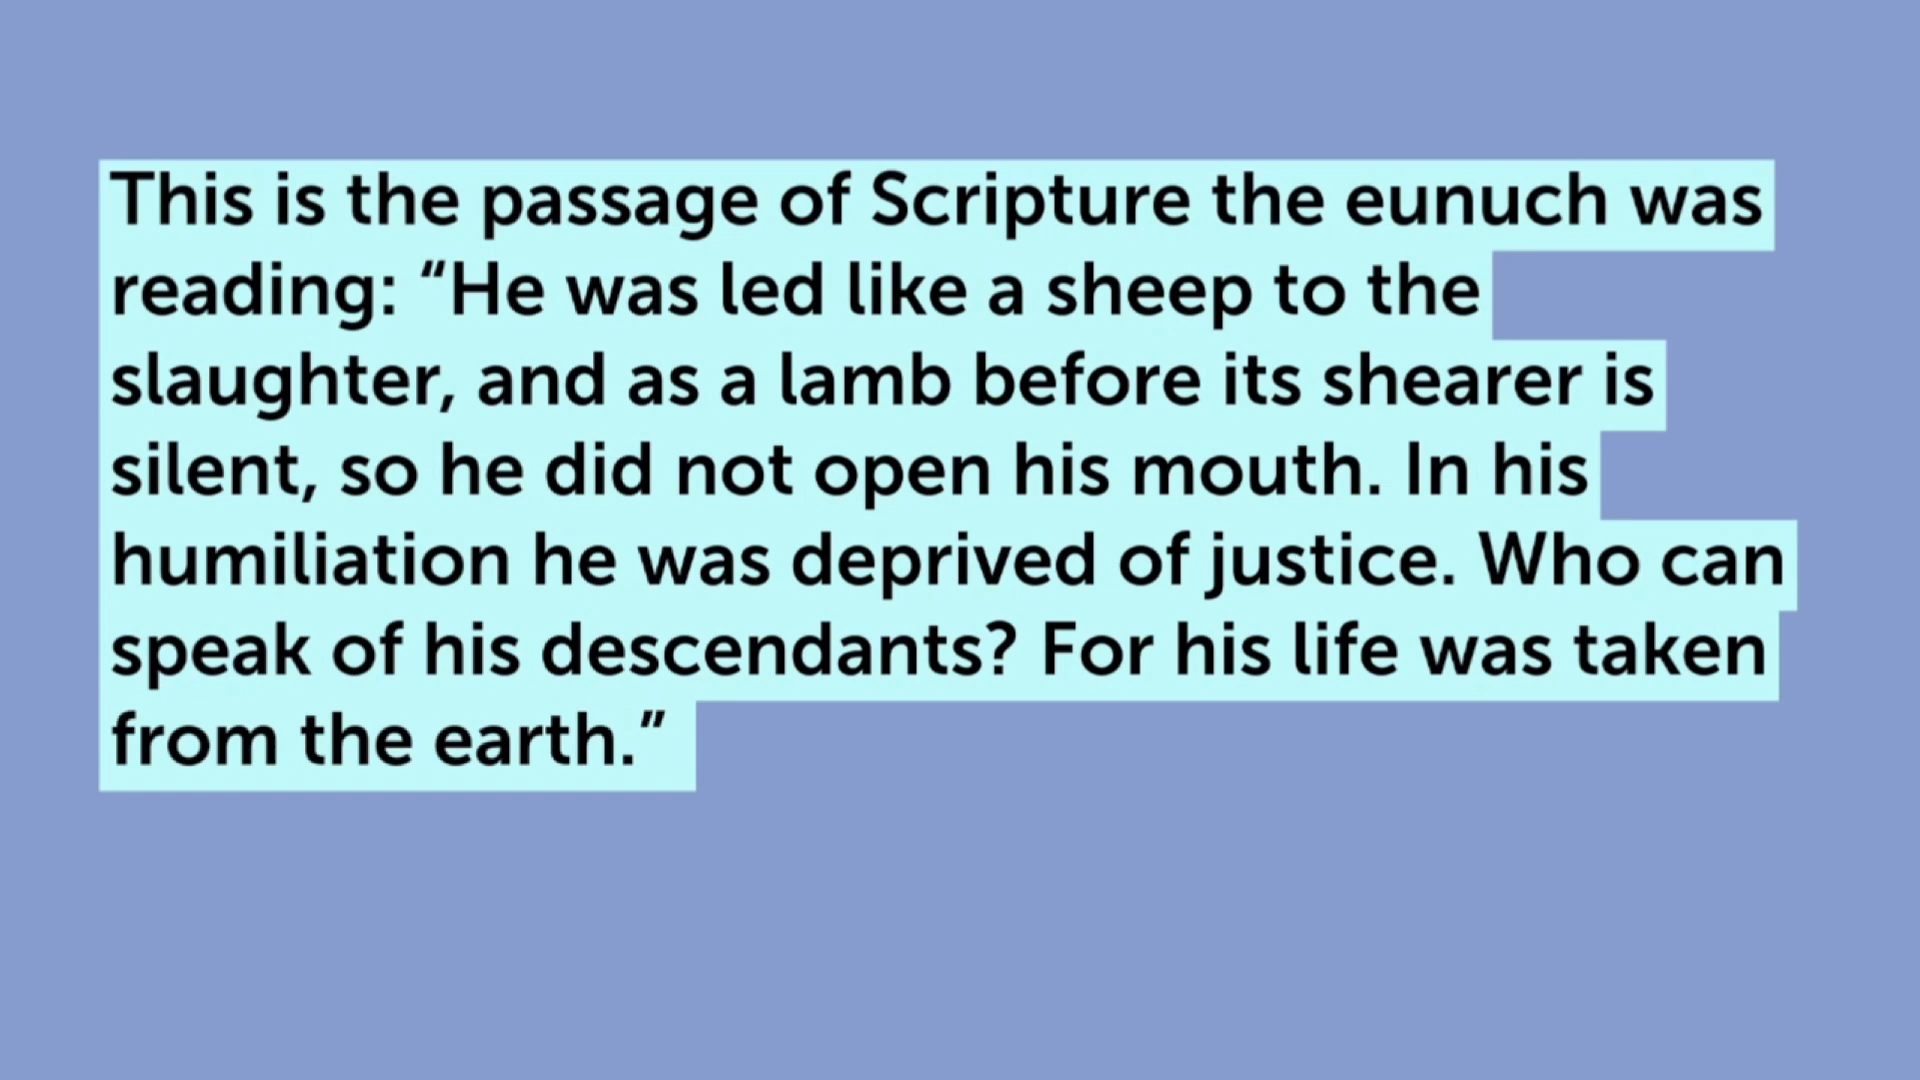 This is the passage of Scripture the eunuch was
reading: “He was led like a sheep to the
slaughter, and as a lamb before its shearer is
silent, so he did not open his mouth. In his
humiliation he was deprived of justice. Who can
speak of his descendants? For his life was taken
from the earth.”